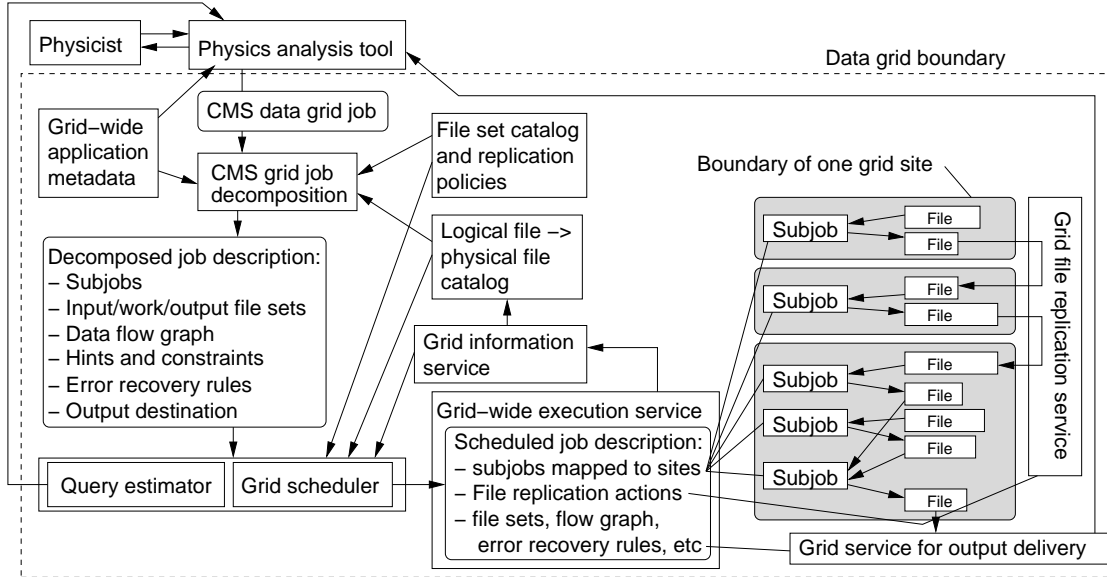 Physicist
Physics analysis tool
Data grid boundary
CMS data grid job
Grid−wide
application
metadata
CMS grid job
decomposition
File set catalog
and replication
policies
Logical file −>
physical file
catalog
Grid information
service
Decomposed job description:
− Subjobs
− Input/work/output file sets
− Data flow graph
− Hints and constraints
− Error recovery rules
− Output destination
Query estimator
Grid scheduler
Grid−wide execution service
Scheduled job description:
− subjobs mapped to sites
− File replication actions
− file sets, flow graph,
error recovery rules, etc
Boundary of one grid site
Subjob
File
File
Subjob
File
File
Subjob
File
File
Subjob
File
File
Subjob
File
Grid file replication service
Grid service for output delivery